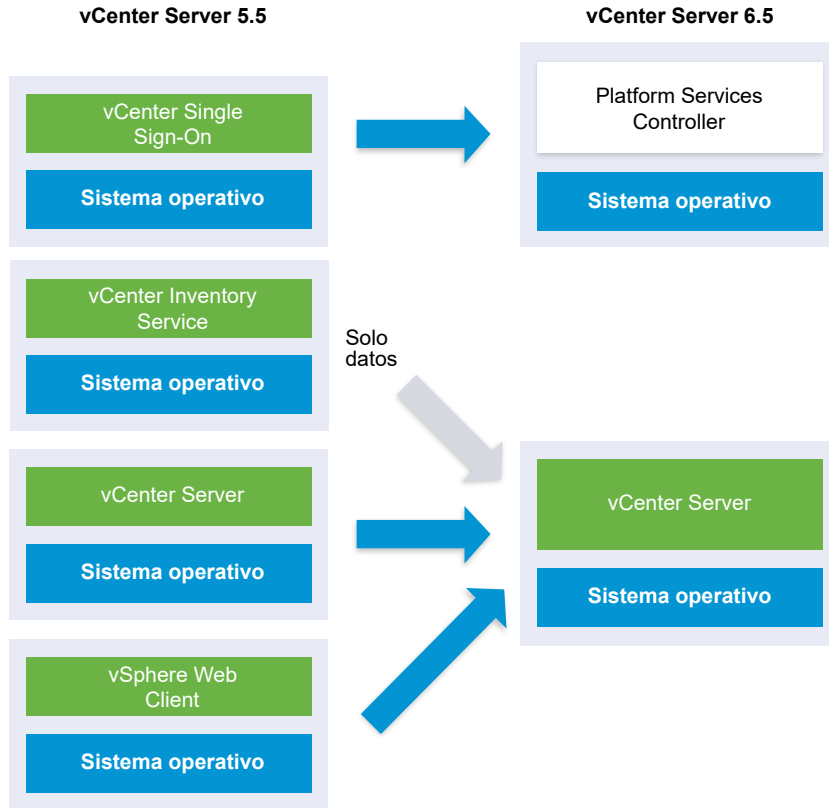 vCenter Server 5.5
vCenter Server 6.5
vCenter Single
Sign-On
Sistema operativo
Platform Services
Controller
Sistema operativo
vCenter Inventory
Service
Sistema operativo
Solo
datos
vCenter Server
Sistema operativo
vCenter Server
Sistema operativo
vSphere Web
Client
Sistema operativo